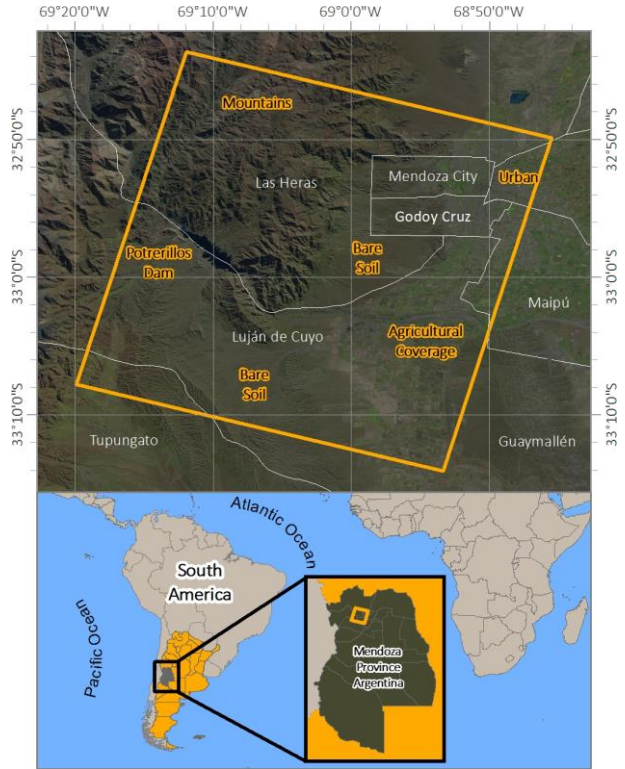 69°20'0"W
69°10'0"W
69°0'0"W
68°50'0"W
32°50'0"S
32°50'0"S
Mountains
Las Heras
Mendoza City
Urban
Godoy Cruz
Potrerillos
Dam
Bare
Soil
33°0'0"S
33°0'0"S
Maipú
Luján de Cuyo
Agricultural
Coverage
Bare
Soil
33°10'0"S
33°10'0"S
Tupungato
Guaymallén
Atlantic Ocean
South
America
Pacific Ocean
Mendoza
Province
Argentina